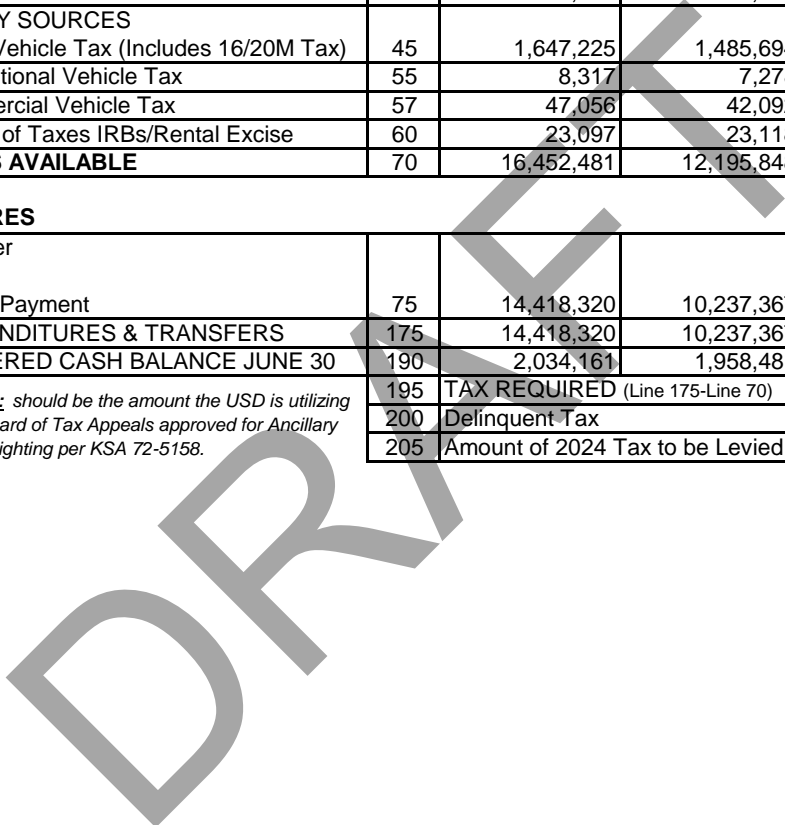 Y SOURCES
Vehicle Tax (Includes 16/20M Tax) 45 1,647,225 1,485,694
tional Vehicle Tax 55 8,317 7,27
ercial Vehicle Tax 57 47,056 42,09
of Taxes IRBs/Rental Excise 60 23,097 23,11
S AVAILABLE 70 16,452,481 12,195,84
RES
er
Payment 75 14,418,320 10,237,36
NDITURES & TRANSFERS 175 14,418,320 10,237,36
ERED CASH BALANCE JUNE 30 190 2,034,161 1,958,48
: should be the amount the USD is utilizing
ard of Tax Appeals approved for Ancillary
ighting per KSA 72-5158.
195 TAX REQUIRED (Line 175-Line 70)
200 Delinquent Tax
205 Amount of 2024 Tax to be Levied
DRAFT